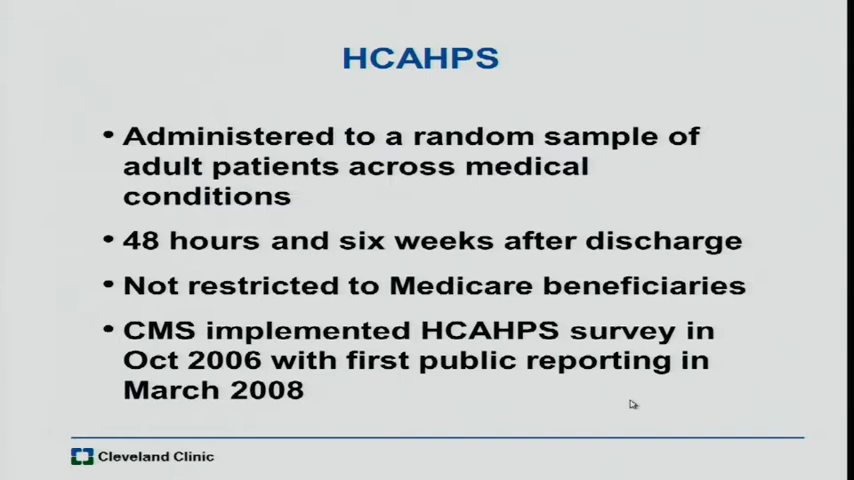 HCAHPS
• Administered to a random sample of
adult patients across medical
conditions
• 48 hours and six weeks after discharge
• Not restricted to Medicare beneficiaries
• CMS implemented HCAHPS survey in
Oct 2006 with first public reporting in
March 2008
Cleveland Clinic